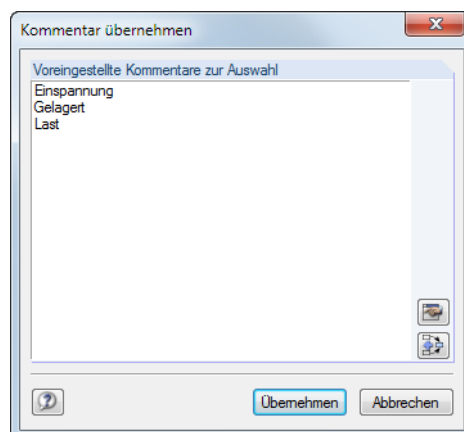 Kommentar übernehmen
Voreingestellte Kommentare zur Auswahl
Einspannung
Gelagert
Last
Übernehmen
Abbrechen